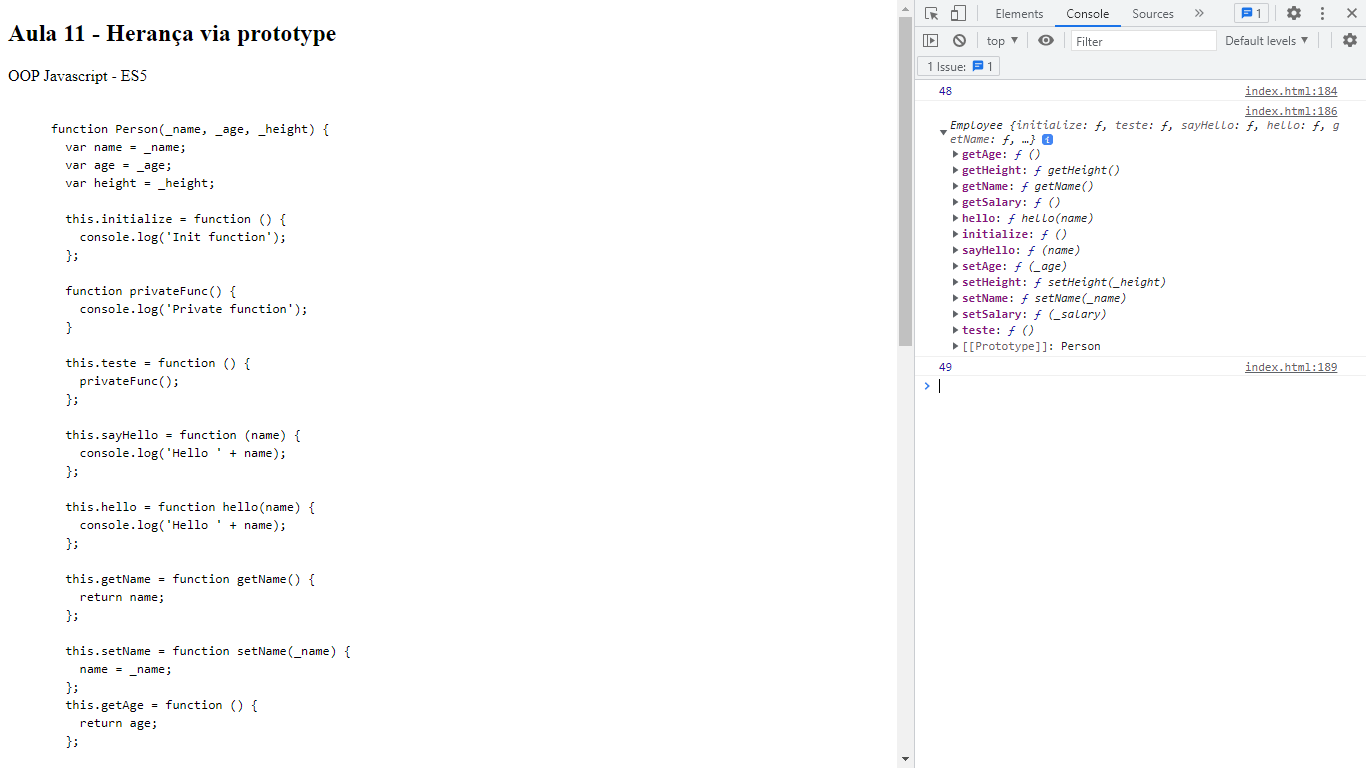 Aula 11 - Herança via prototype
OOP Javascript - ES5
function Person(_name, _age, _height) {
var name = _name;
var age = _age;
var height = _height;
this.initialize = function () {
console.log('Init function');
};
function privateFunc() {
console.log('Private function');
}
this.teste = function () {
privateFunc();
};
this.sayHello = function (name) {
console.log('Hello ' + name);
};
this.hello = function hello(name) {
console.log('Hello ' + name);
};
this.getName = function getName() {
return name;
};
this.setName = function setName(_name) {
name = _name;
};
this.getAge = function () {
return age;
};
Elements Console Sources » 1
top ▼ Filter Default levels ▼
1 Issue: 1
48 index.html:184
index.html:186
Employee {initialize: ƒ, teste: ƒ, sayHello: ƒ, hello: ƒ, g
etName: ƒ, …} i
getAge: ƒ ()
getHeight: ƒ getHeight()
getName: ƒ getName()
getSalary: ƒ ()
hello: ƒ hello(name)
initialize: ƒ ()
sayHello: ƒ (name)
setAge: ƒ (_age)
setHeight: ƒ setHeight(_height)
setName: ƒ setName(_name)
setSalary: ƒ (_salary)
teste: ƒ ()
[[Prototype]]: Person
49 index.html:189
>